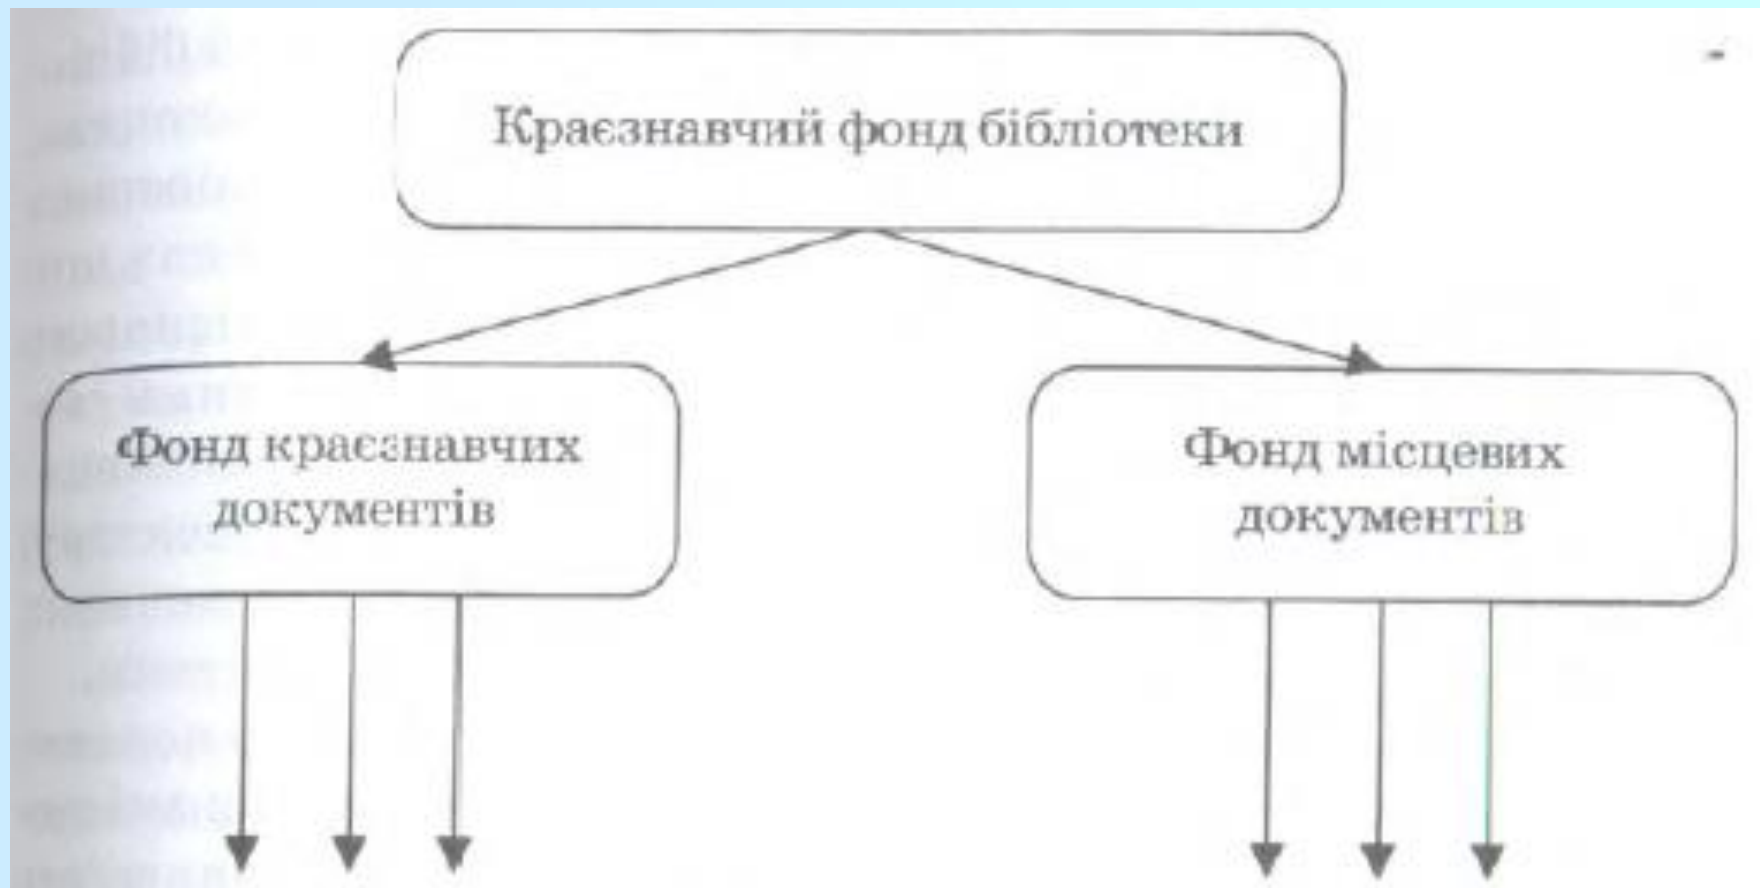 Краєзнавчий фонд бібліотеки
Фонд краєзнавчих
документів
Фонд місцевих
документів